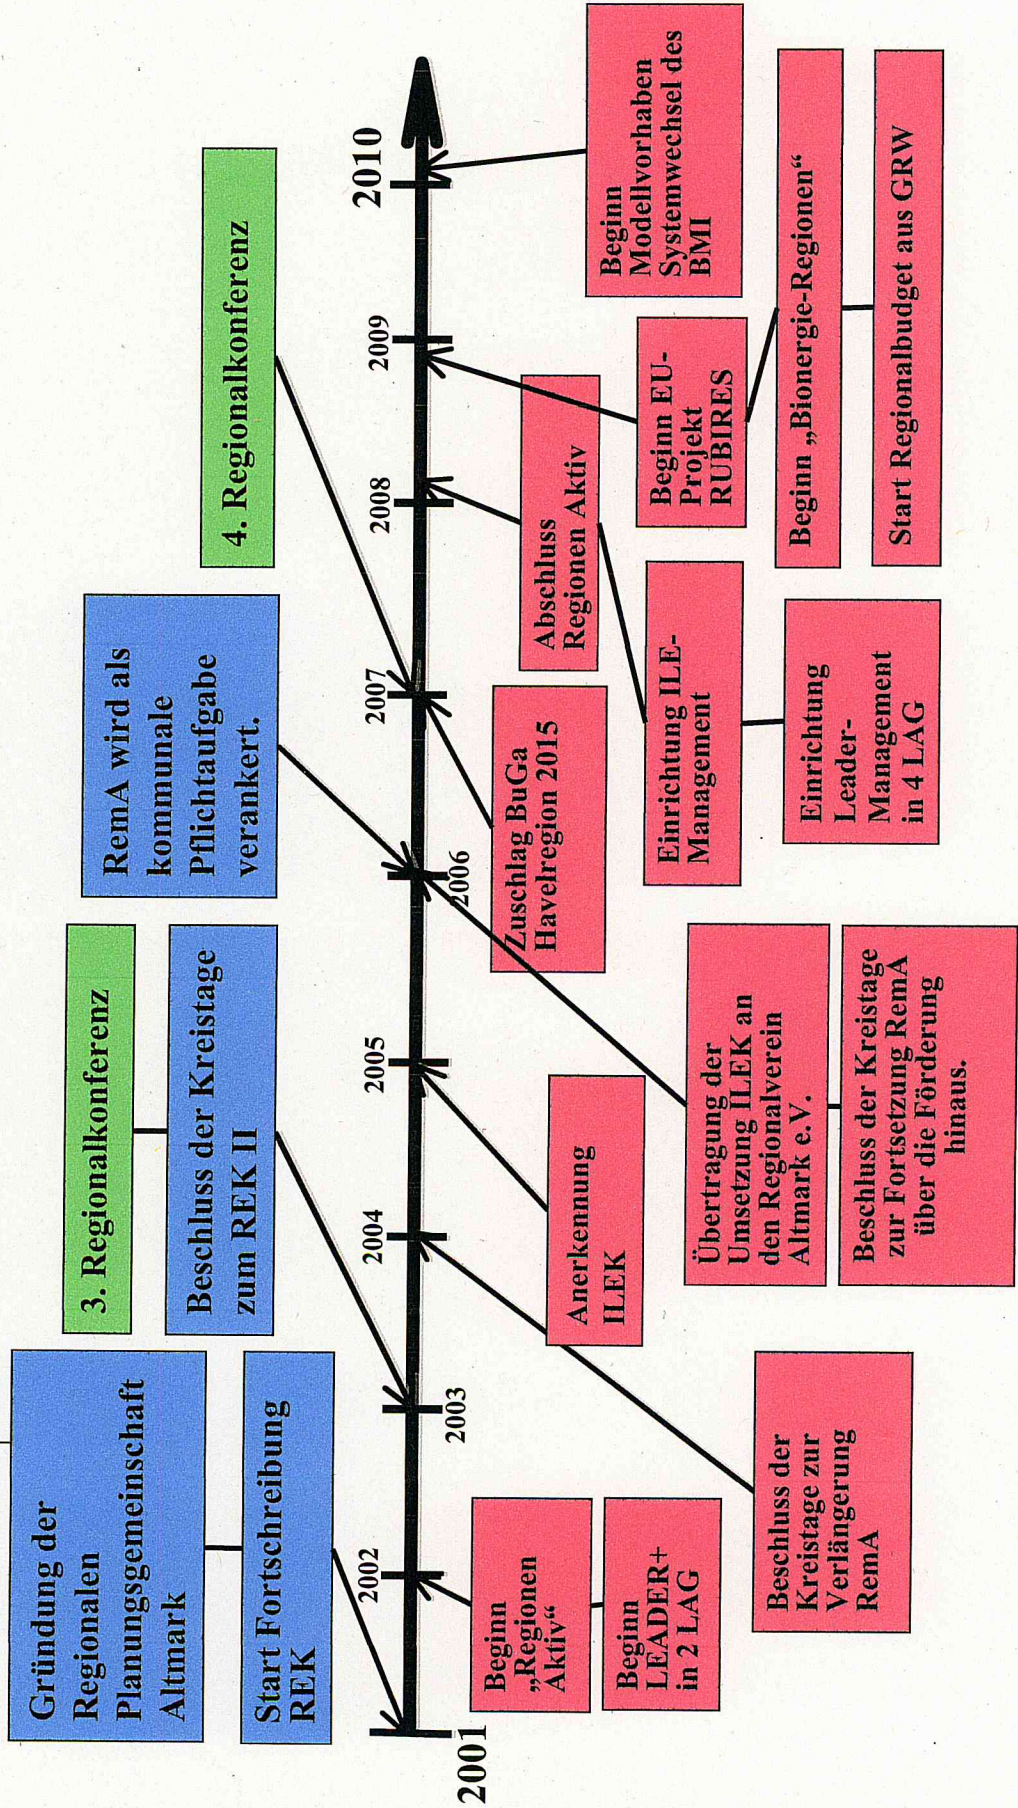 Gründung der
Regionalen
Planungsgemeinschaft
Altmark
Start Fortschreibung
REK
3. Regionalkonferenz
Beschluss der Kreistage
zum REK II
RemA wird als
kommunale
Pflichtaufgabe
verankert.
4. Regionalkonferenz
2001
2002
2003
2004
2005
2006
2007
2008
2009
2010
Beginn
„Regionen
Aktiv“
Beginn
LEADER+
in 2 LAG
Beschluss der
Kreistage zur
Verlängerung
RemA
Anerkennung
ILEK
Übertragung der
Umsetzung ILEK an
den Regionalverein
Altmark e.V.
Beschluss der Kreistage
zur Fortsetzung RemA
über die Förderung
hinaus.
Zuschlag BuGa
Havelregion 2015
Abschluss
Regionen Aktiv
Einrichtung ILE-
Management
Einrichtung
Leader-
Management
in 4 LAG
Beginn EU-
Projekt
RUBIRES
Beginn „Bionergie-Regionen“
Start Regionalbudget aus GRW
Beginn
Modellvorhaben
Systemwechsel des
BMI